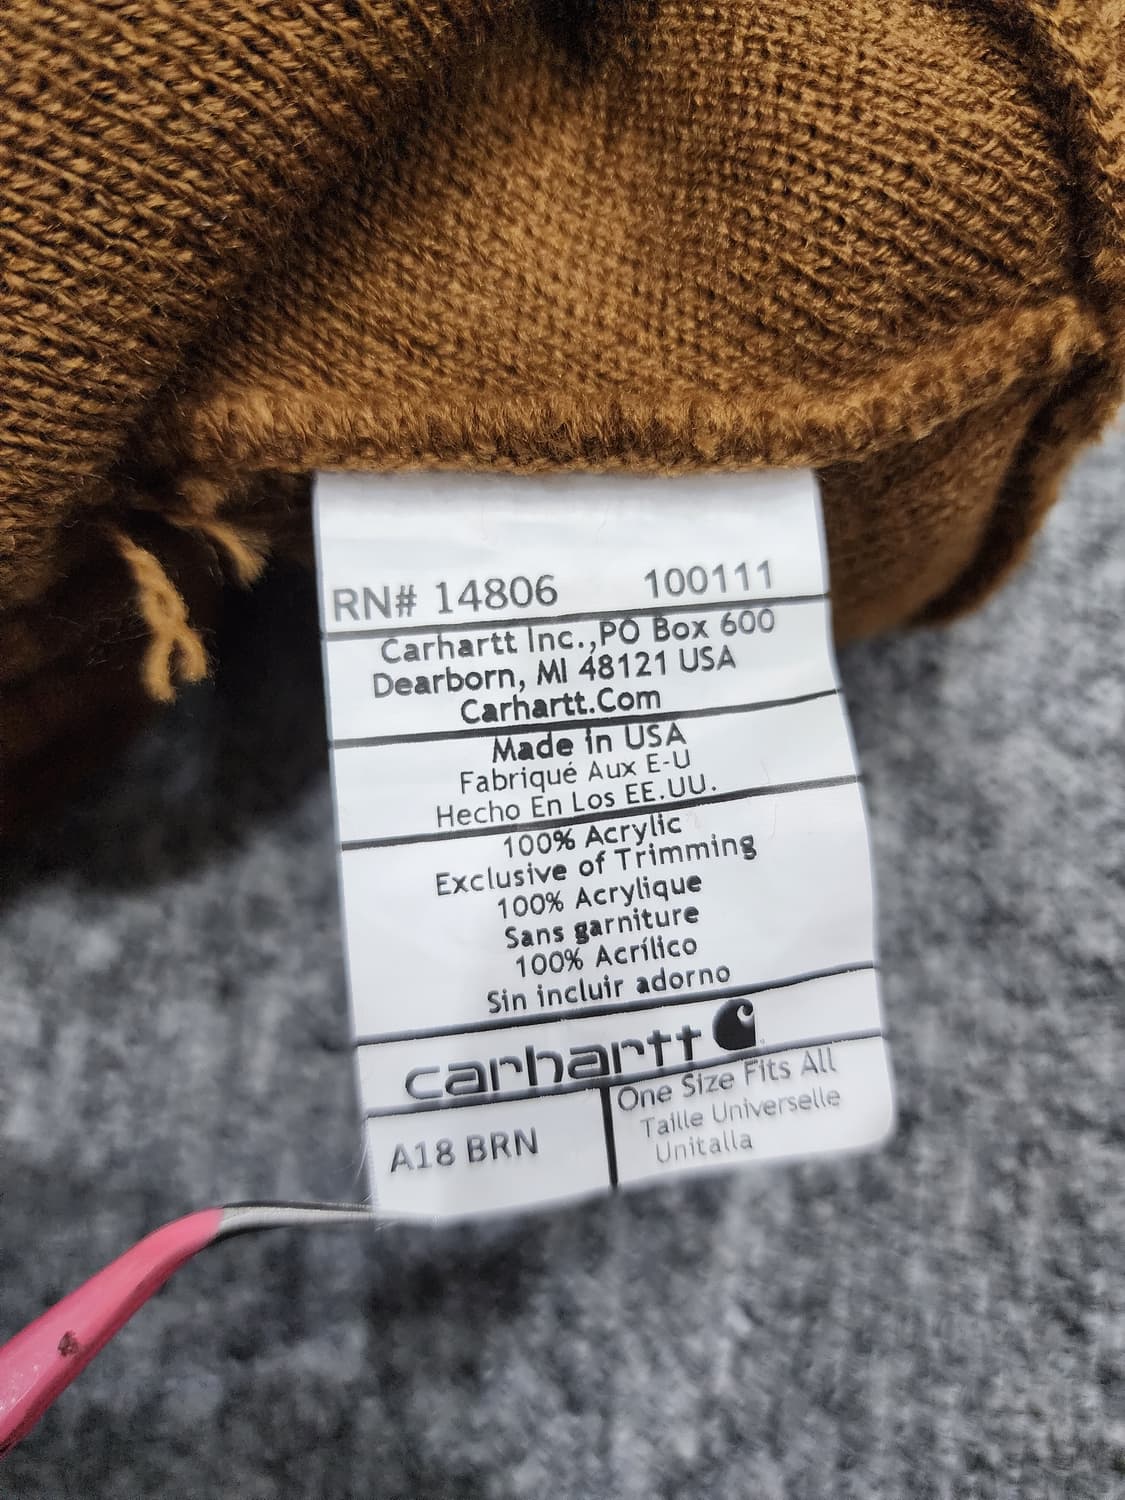 RN# 14806 100111
Carhartt Inc.,PO Box 600
Dearborn, MI 48121 USA
Carhartt.Com
Made in USA
Fabriqué Aux E-U
Hecho En Los EE.UU.
100% Acrylic
Exclusive of Trimming
100% Acrylique
Sans garniture
100% Acrílico
Sin incluir adorno
carhartt
A18 BRN
One Size Fits All
Taille Universelle
Unitalla